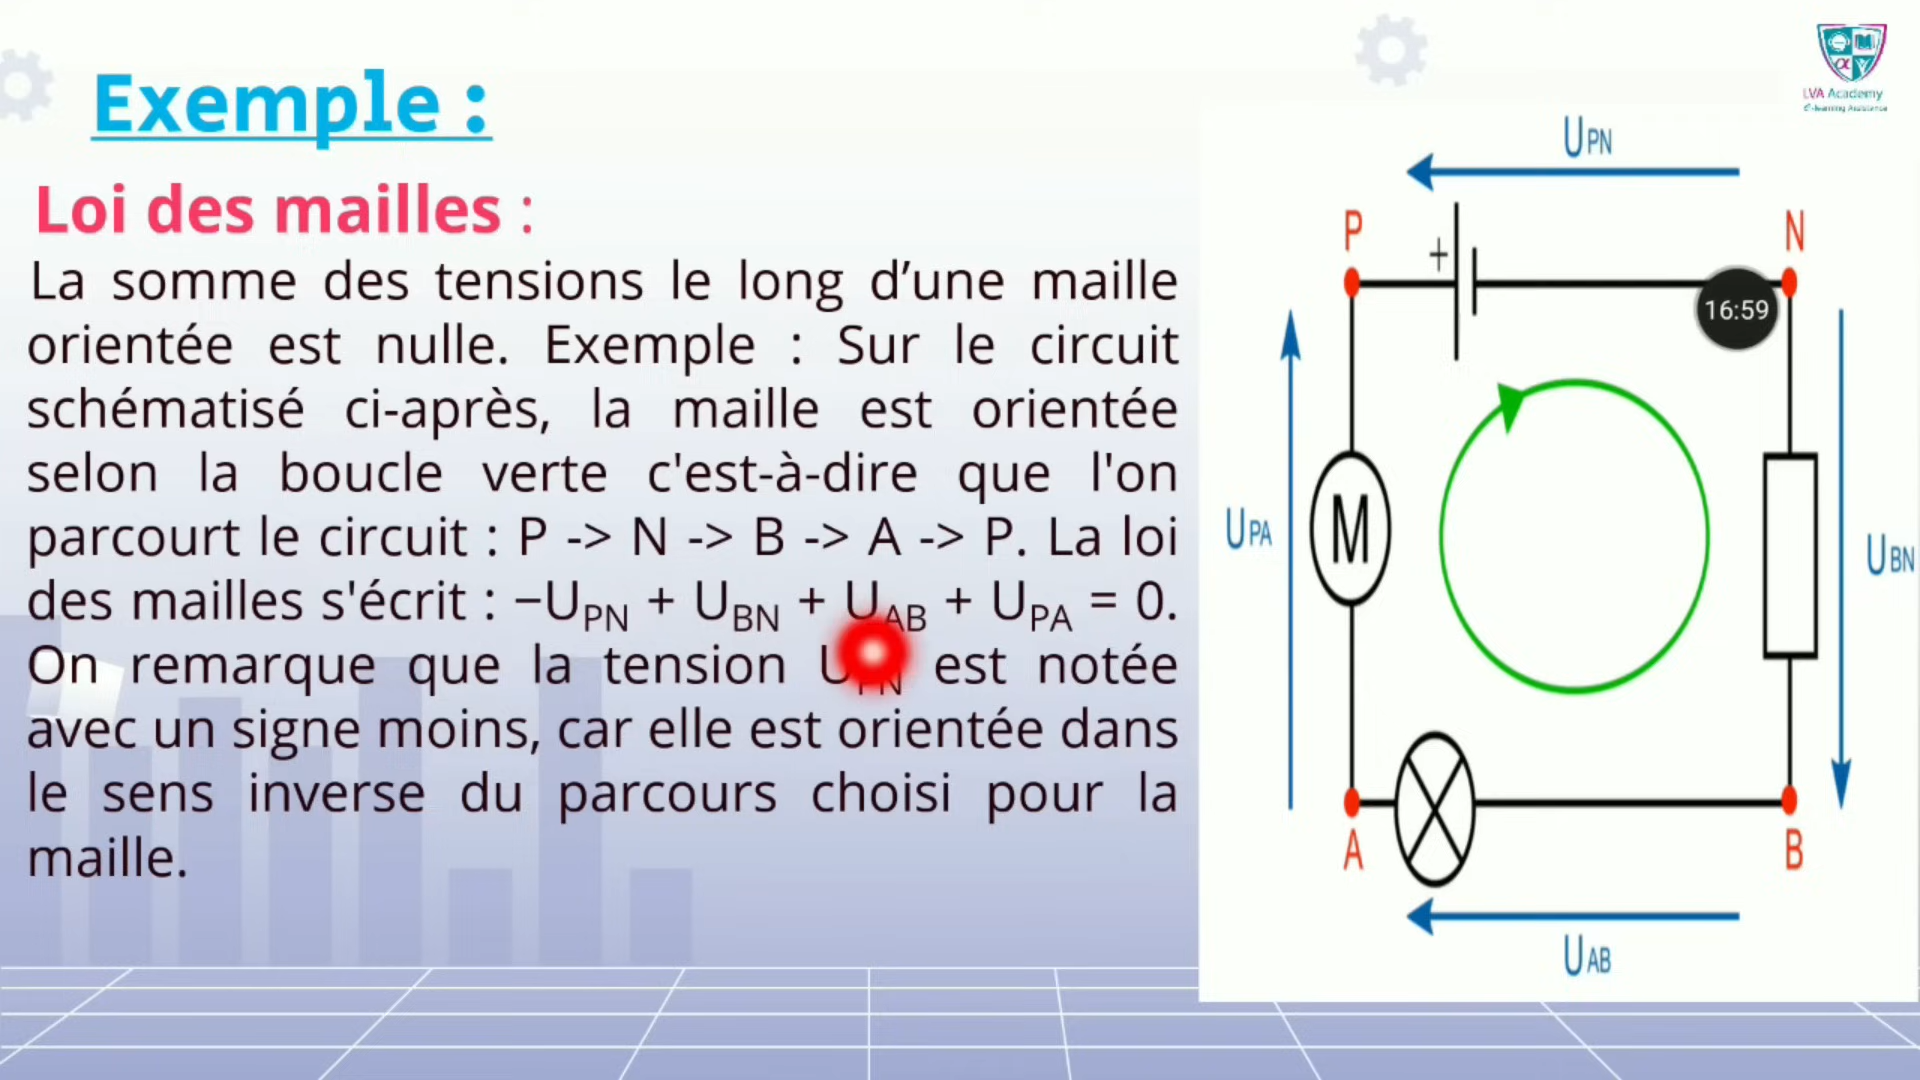 Exemple :
Loi des mailles :
La somme des tensions le long d’une maille
orientée est nulle. Exemple : Sur le circuit
schématisé ci-après, la maille est orientée
selon la boucle verte c'est-à-dire que l'on
parcourt le circuit : P -> N -> B -> A -> P. La loi
des mailles s'écrit : −UPN + UBN + UAB + UPA = 0.
On remarque que la tension UPN est notée
avec un signe moins, car elle est orientée dans
le sens inverse du parcours choisi pour la
maille.
LVA Academy
E-learning Assistance
UPN
P
N
+
16:59
UPA
M
UBN
A
B
UAB